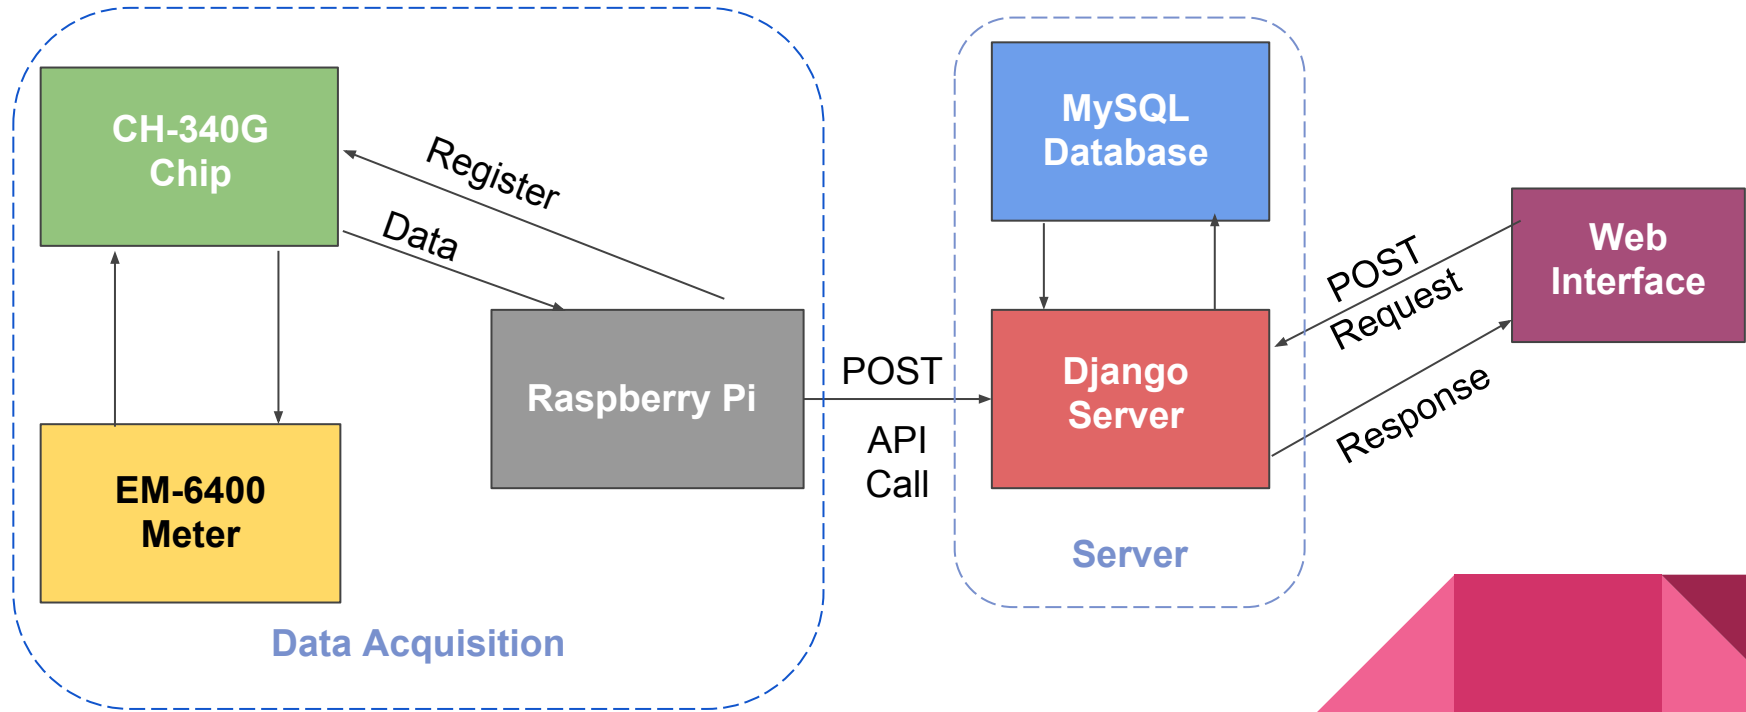 CH-340G
Chip
Register
Data
EM-6400
Meter
Raspberry Pi
Data Acquisition
POST
API
Call
MySQL
Database
Django
Server
Server
POST
Request
Response
Web
Interface